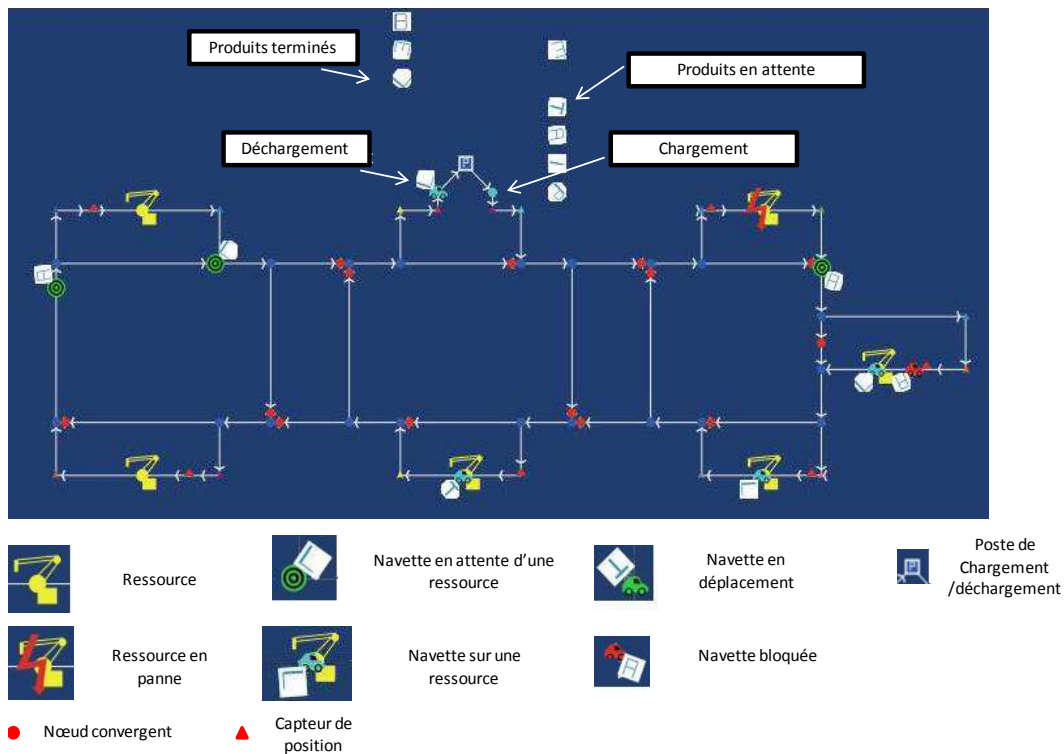 Produits terminés
Produits en attente
Déchargement
Chargement
P
Ressource
Navette en attente d'une
ressource
Navette en
déplacement
P
Poste de
Chargement
/déchargement
Ressource en
panne
Navette sur une
ressource
Navette bloquée
Nœud convergent
Capteur de
position